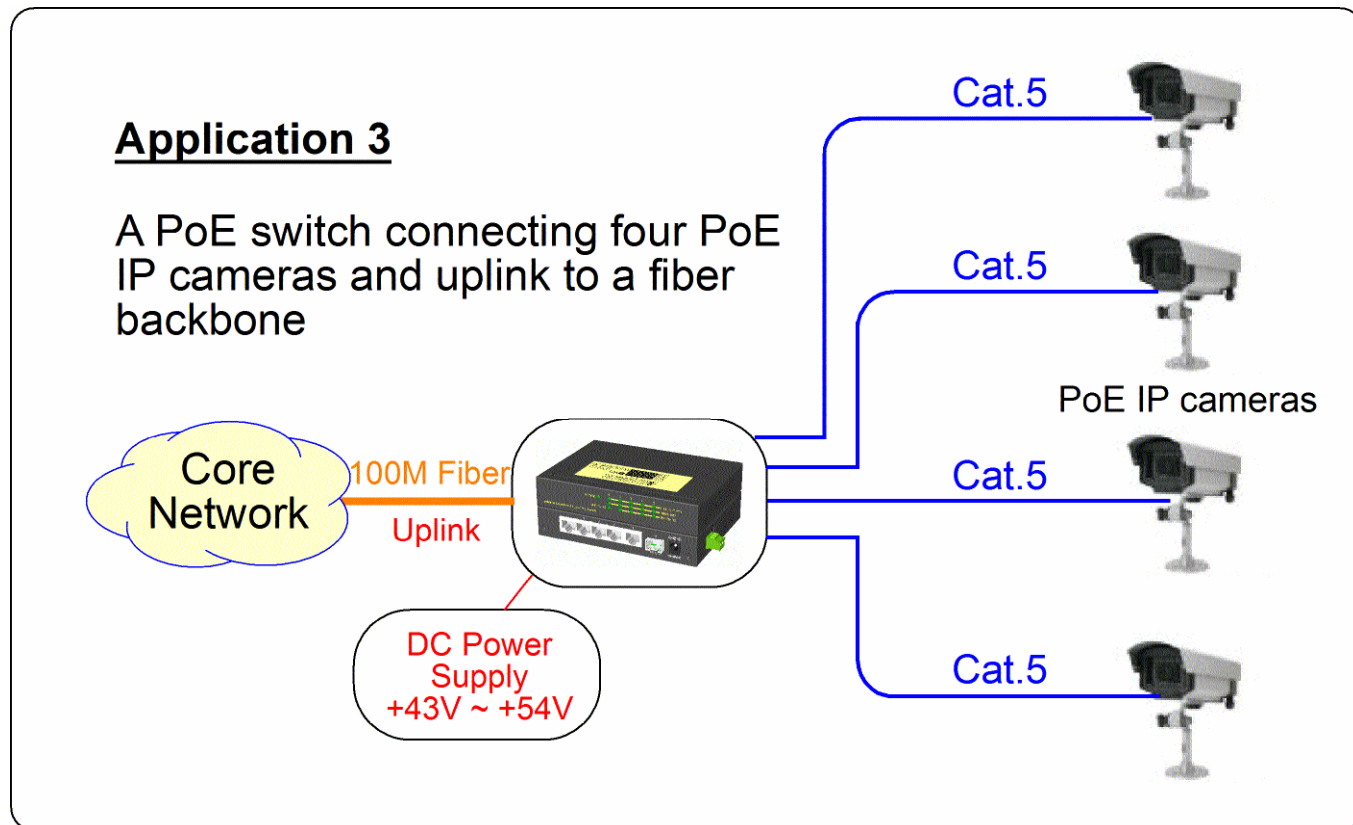 Application 3
A PoE switch connecting four PoE
IP cameras and uplink to a fiber
backbone
Cat.5
Cat.5
PoE IP cameras
Cat.5
Cat.5
Core
Network
100M Fiber
Uplink
DC Power
Supply
+43V ~ +54V